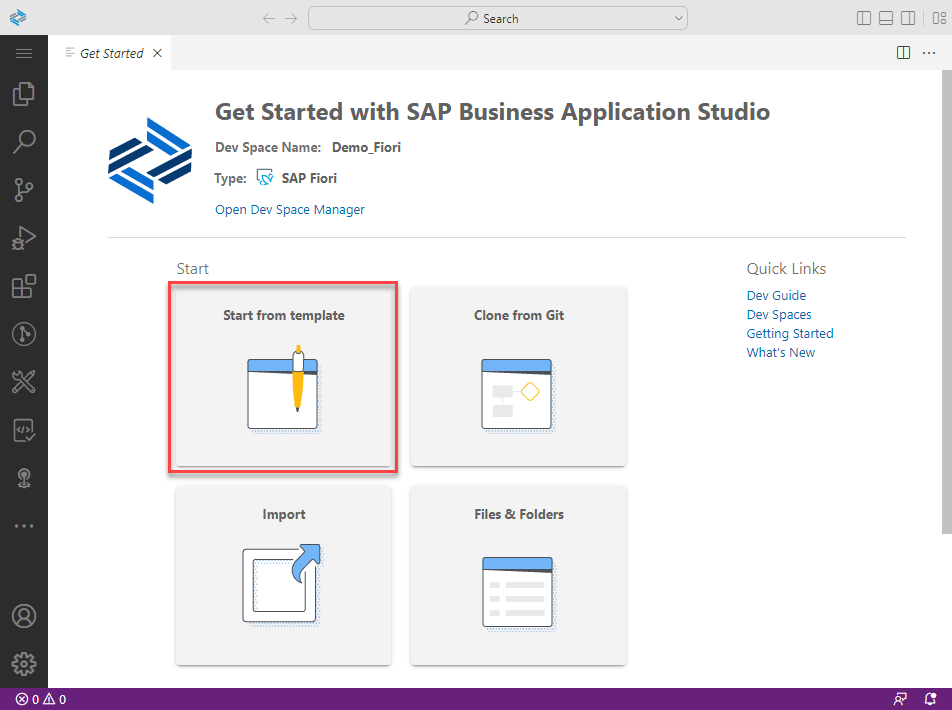 Search
Get Started
Get Started with SAP Business Application Studio
Dev Space Name: Demo_Fiori
Type: SAP Fiori
Open Dev Space Manager
Start
Start from template
Clone from Git
Import
Files & Folders
Quick Links
Dev Guide
Dev Spaces
Getting Started
What's New
0 0